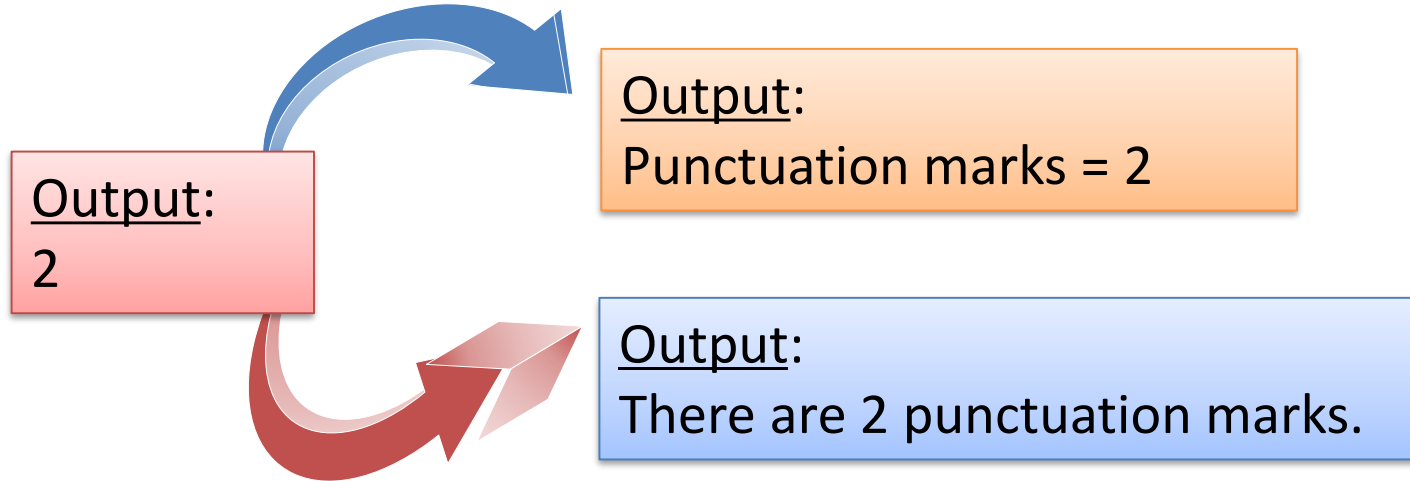 Output:
2
Output:
Punctuation marks = 2
Output:
There are 2 punctuation marks.